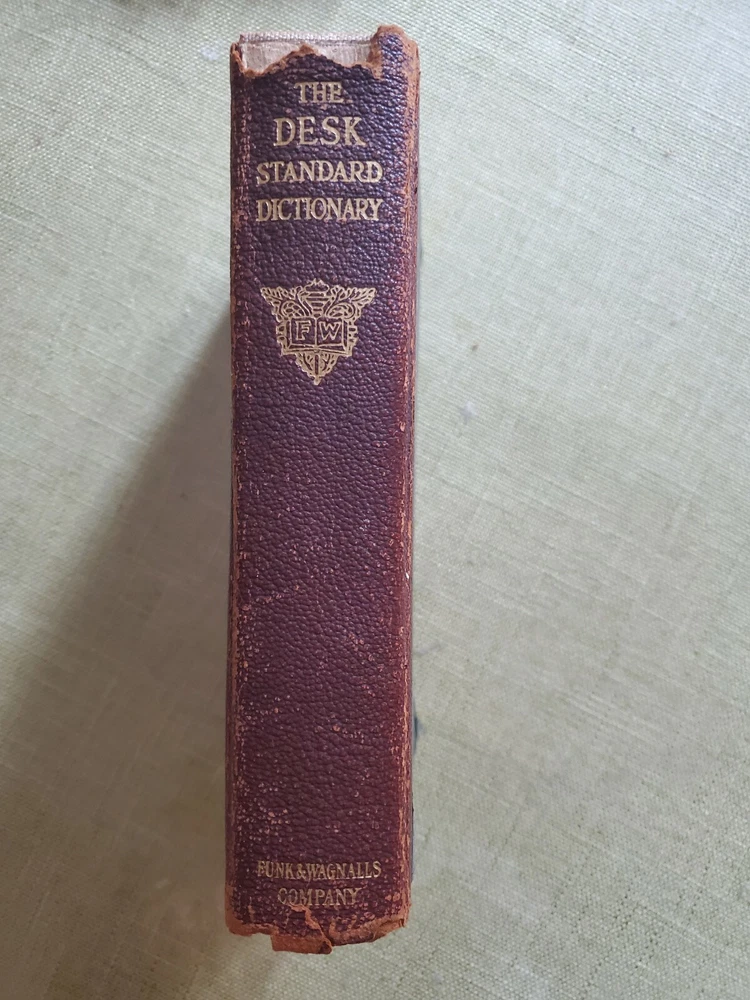 THE
DESK
STANDARD
DICTIONARY
F W
FUNK & WAGNALLS
COMPANY